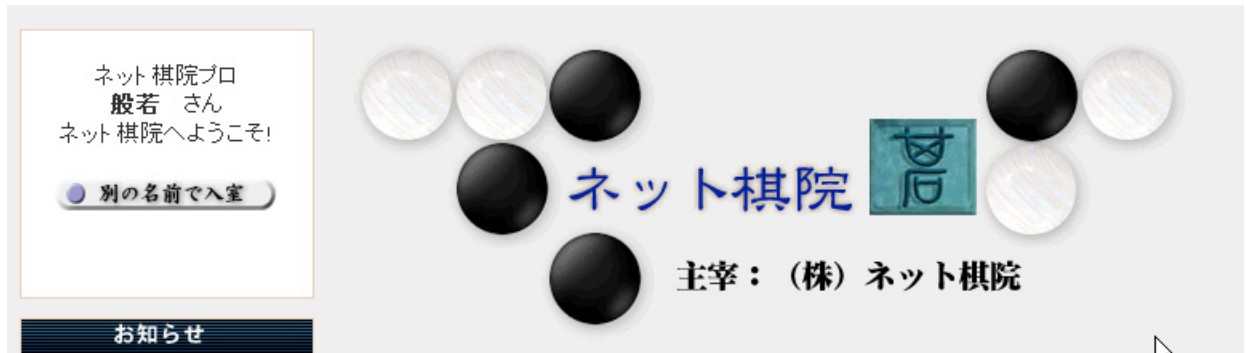 ネット棋院プロ
般若 さん
ネット棋院へようこそ!
別の名前で入室
お知らせ
ネット棋院
碁
主宰：（株）ネット棋院